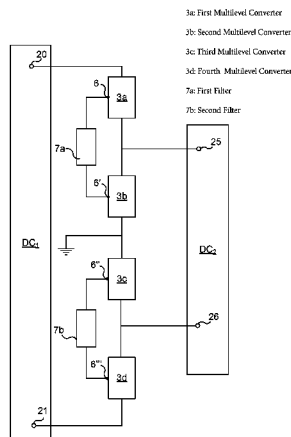 3a: First Multilevel Converter
3b: Second Multilevel Converter
3c: Third Multilevel Converter
3d: Fourth Multilevel Converter
7a: First Filter
7b: Second Filter
20
6
3a
25
7a
6'
3b
DC₁
DC₂
6''
3c
7b
26
6'''
3d
21